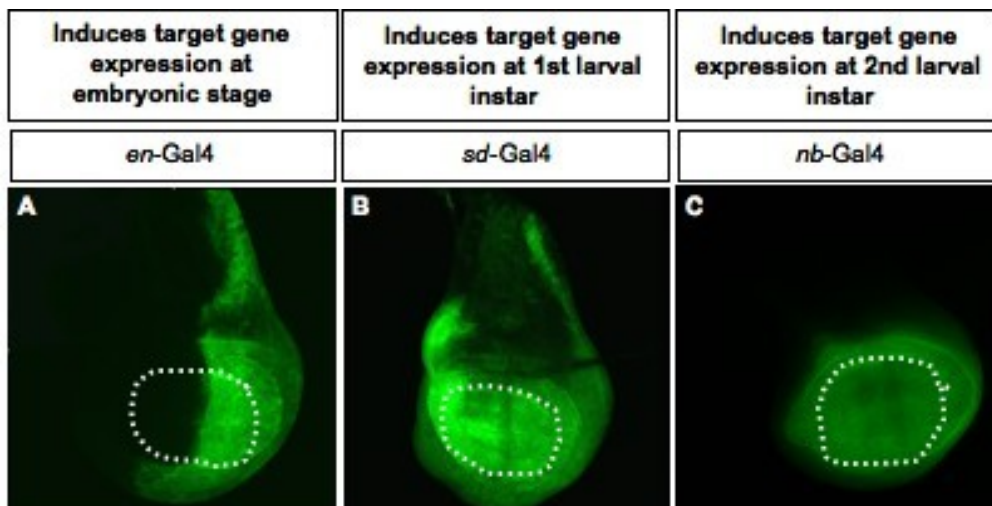 Induces target gene
expression at
embryonic stage
Induces target gene
expression at 1st larval
instar
Induces target gene
expression at 2nd larval
instar
en-Gal4
sd-Gal4
nb-Gal4
A
B
C